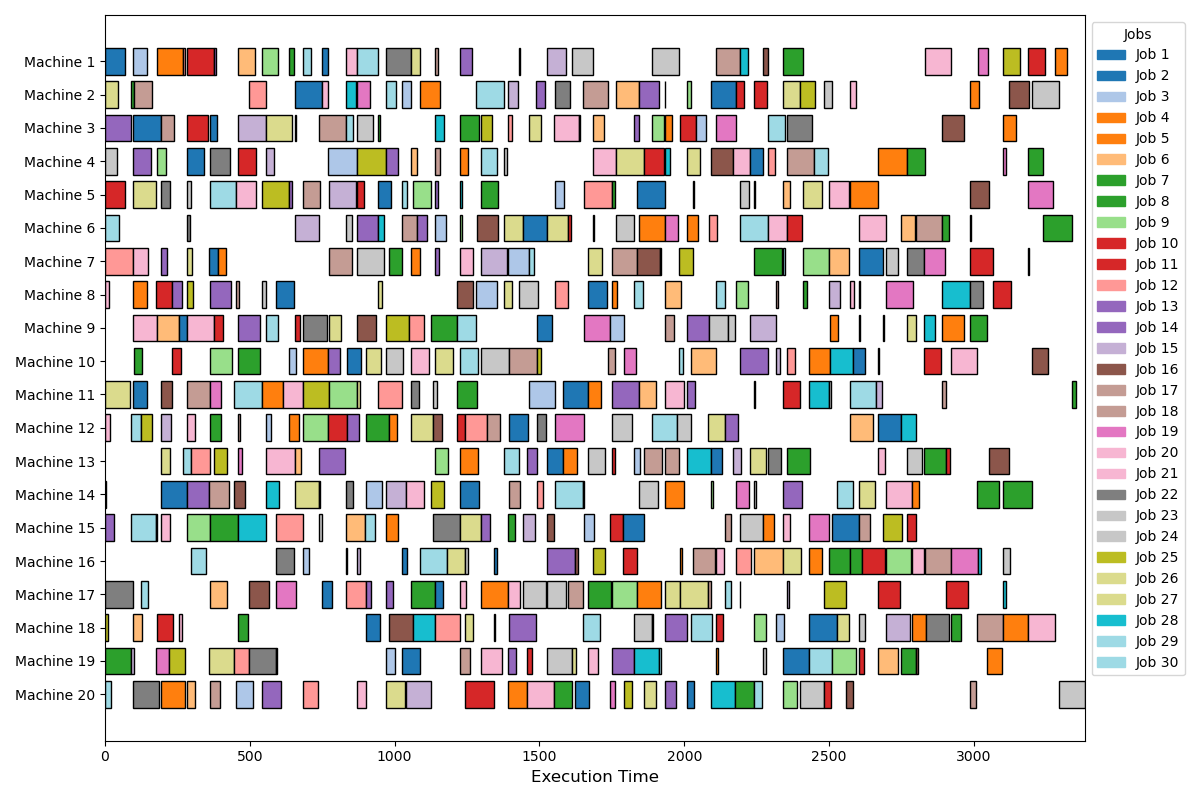 Machine 1
Machine 2
Machine 3
Machine 4
Machine 5
Machine 6
Machine 7
Machine 8
Machine 9
Machine 10
Machine 11
Machine 12
Machine 13
Machine 14
Machine 15
Machine 16
Machine 17
Machine 18
Machine 19
Machine 20
0 500 1000 1500 2000 2500 3000
Execution Time
Jobs
Job 1
Job 2
Job 3
Job 4
Job 5
Job 6
Job 7
Job 8
Job 9
Job 10
Job 11
Job 12
Job 13
Job 14
Job 15
Job 16
Job 17
Job 18
Job 19
Job 20
Job 21
Job 22
Job 23
Job 24
Job 25
Job 26
Job 27
Job 28
Job 29
Job 30